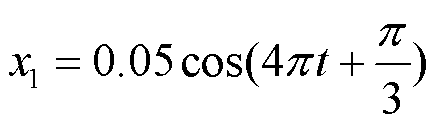 x₁ = 0.05 cos(4πt + π/3)